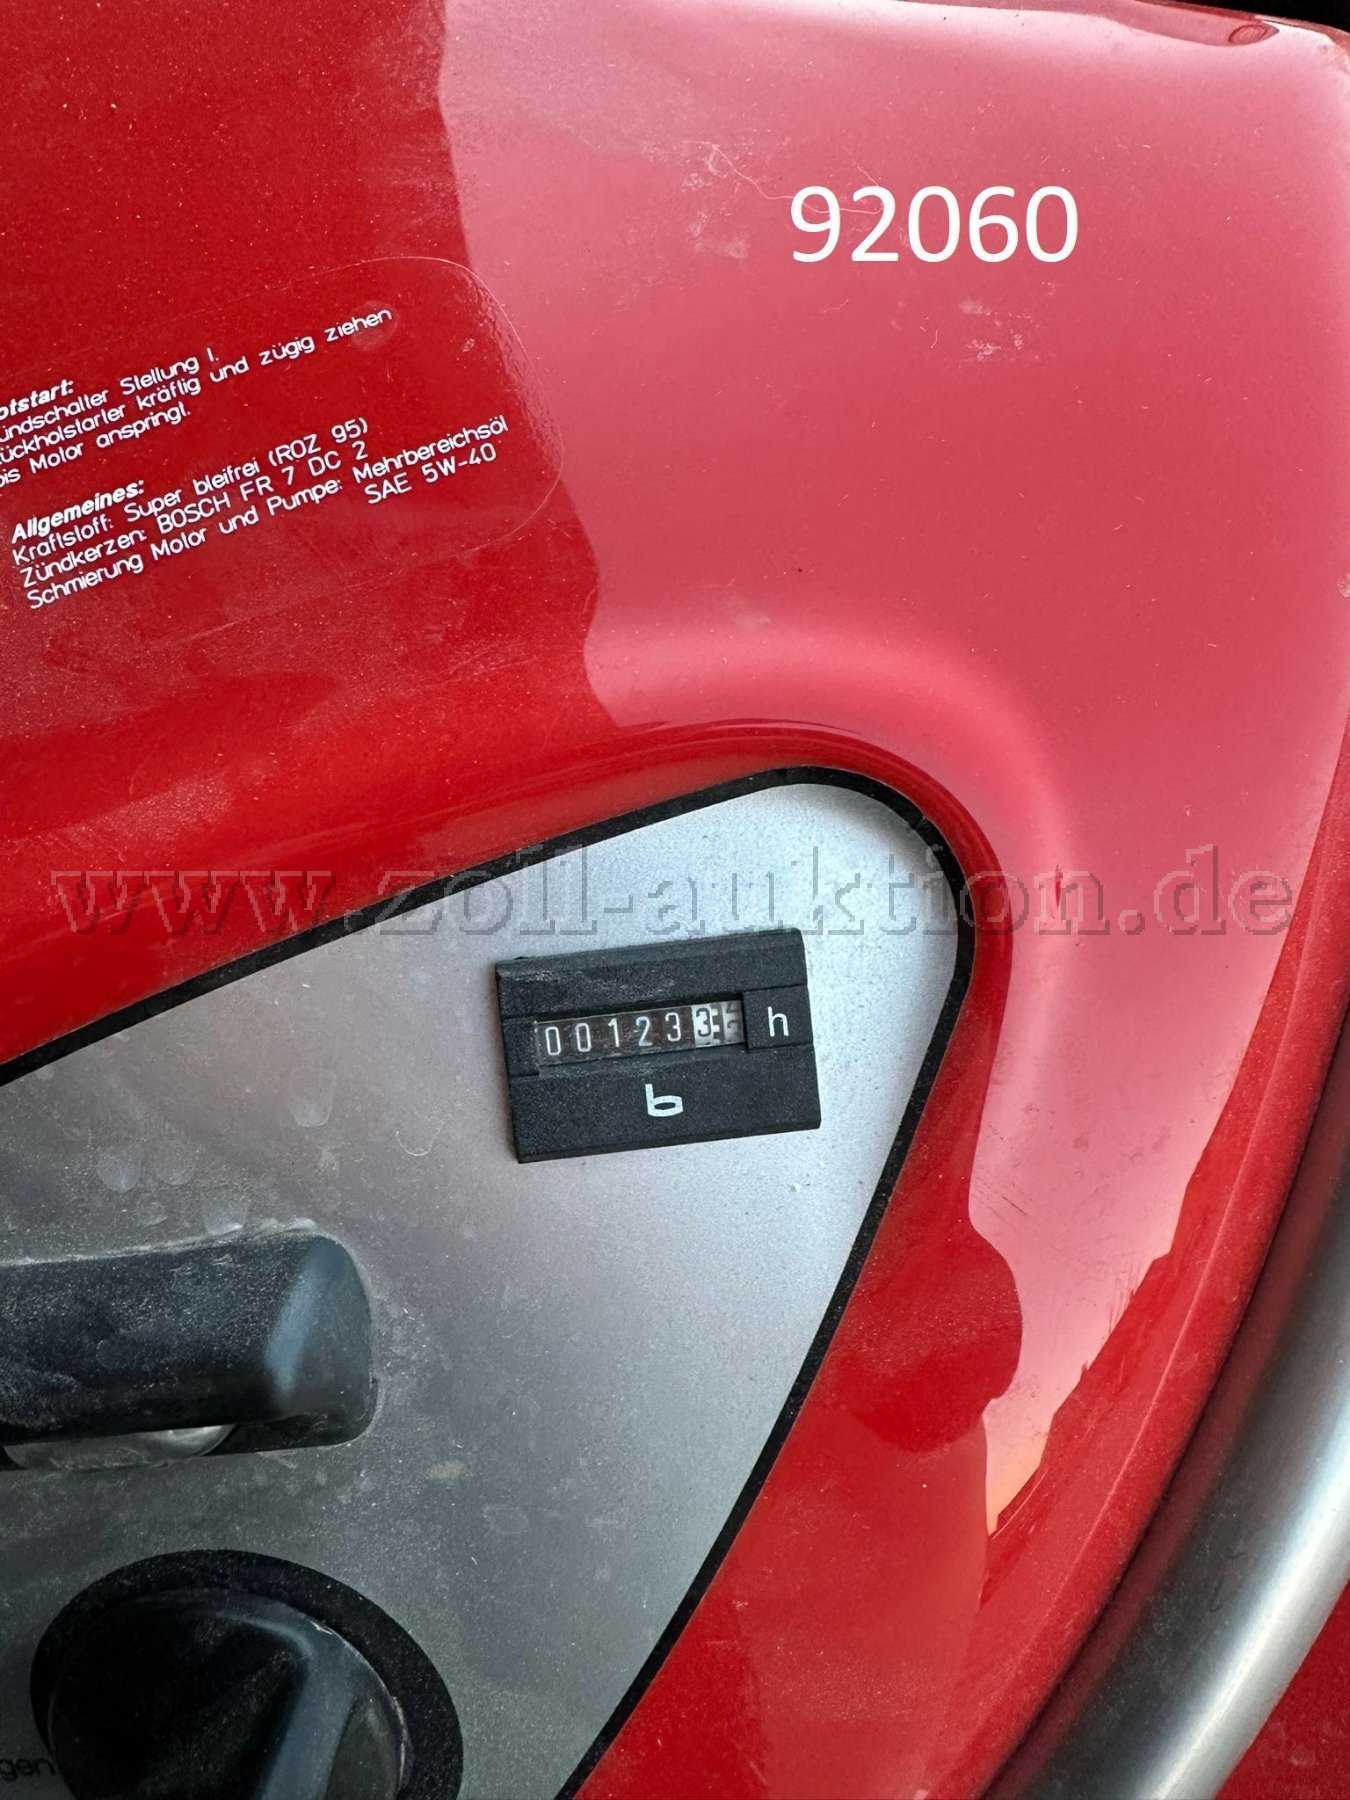 92060
ündschalter Stellung I.
ückholstarter kräftig und zügig ziehen
bis Motor anspringt.
Allgemeines:
Kraftstoff: Super bleifrei (ROZ 95)
Zündkerzen: BOSCH FR 7 DC 2
Schmierung Motor und Pumpe: Mehrbereichsöl
SAE 5W-40
www.zoll-auktion.de
001233 h
b
gen